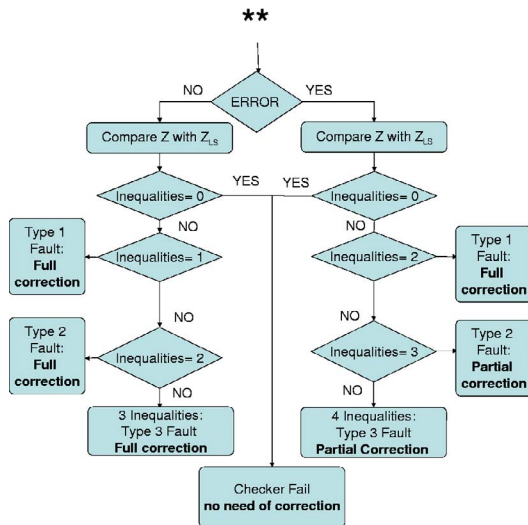 **
ERROR
NO
YES
Compare Z with ZLS
Compare Z with ZLS
Inequalities= 0
YES
YES
Inequalities= 0
NO
NO
Type 1
Fault:
Full
correction
Inequalities= 1
Inequalities= 2
Type 1
Fault:
Full
correction
NO
NO
Type 2
Fault:
Full
correction
Inequalities= 2
Inequalities= 3
Type 2
Fault:
Partial
correction
NO
NO
3 Inequalities:
Type 3 Fault
Full correction
4 Inequalities:
Type 3 Fault
Partial Correction
Checker Fail
no need of correction